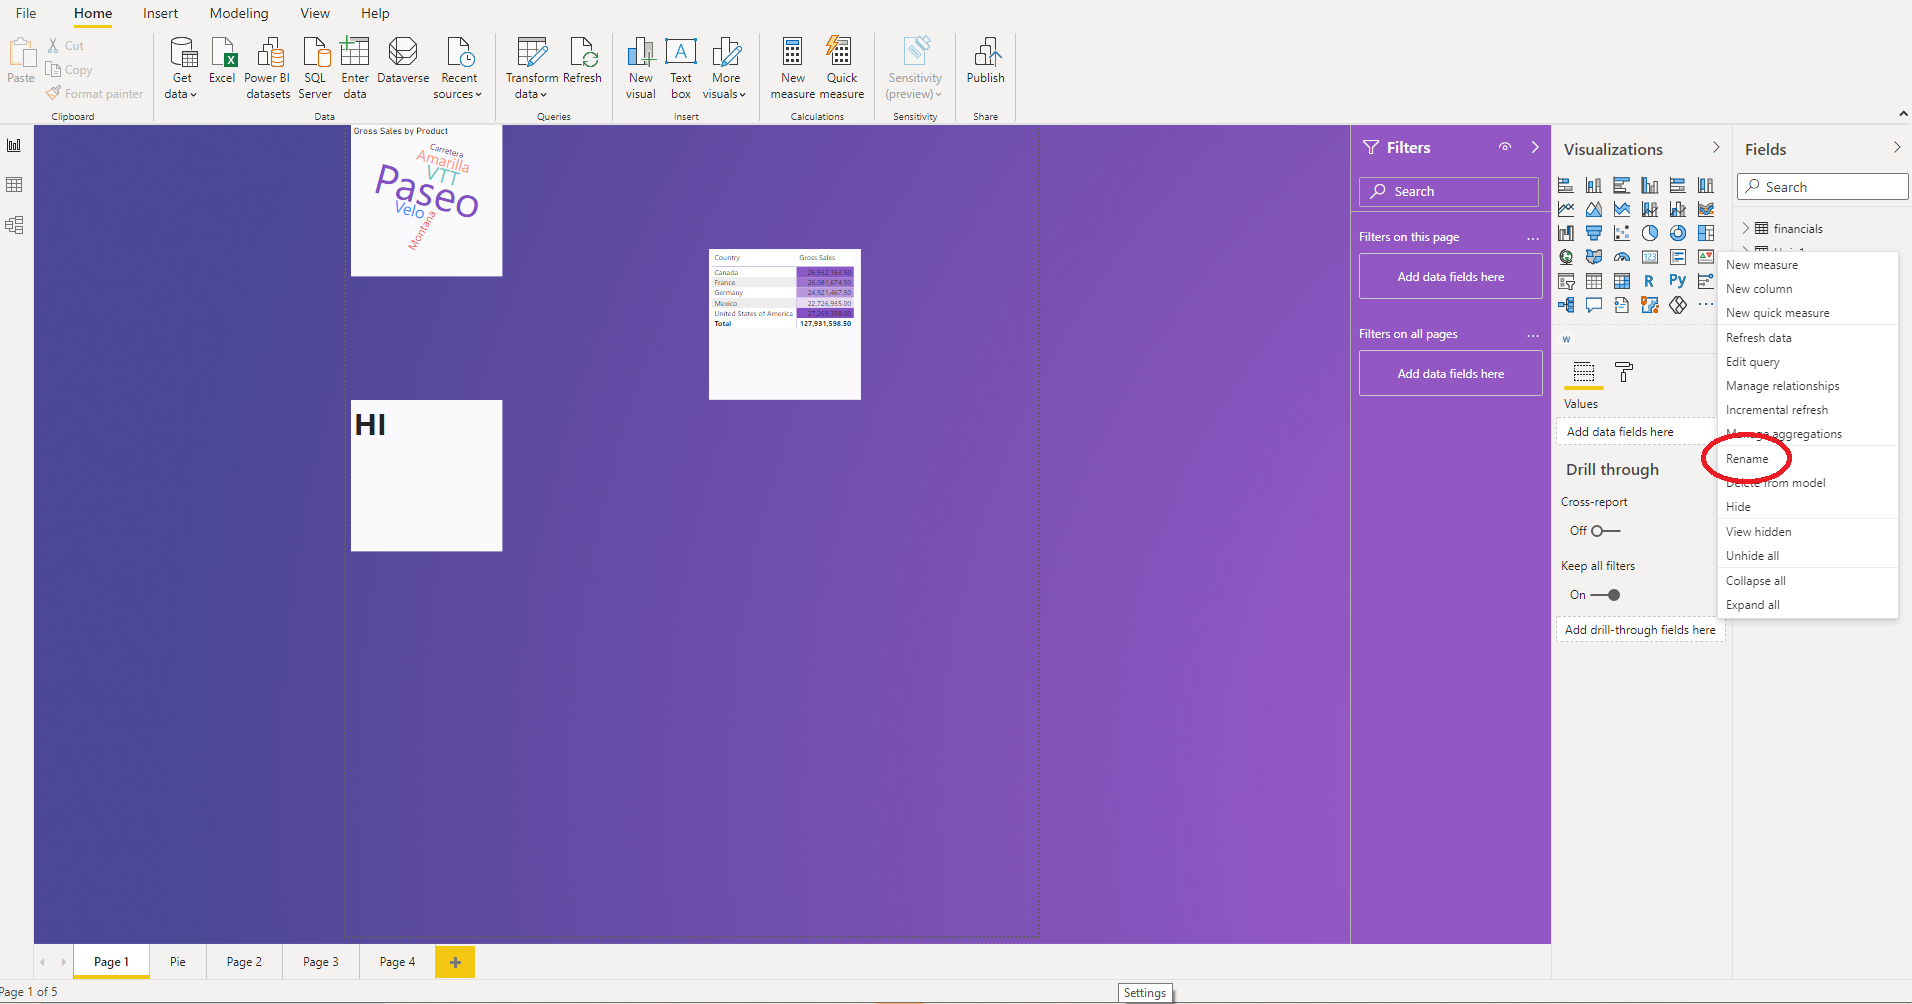 File Home Insert Modeling View Help
Paste
Cut
Copy
Format painter
Clipboard
Get data
Excel
Power BI datasets
SQL Server
Enter data
Dataverse
Recent sources
Data
Transform data
Refresh
Queries
New visual
Text box
More visuals
Insert
New measure
Quick measure
Calculations
Sensitivity (preview)
Sensitivity
Publish
Share
Gross Sales by Product
Carretera
Amarilla
VTT
Paseo
Velo
Montana
Country Gross Sales
Canada 26,932,163.50
France 26,081,674.50
Germany 24,921,467.50
Mexico 22,726,935.00
United States of America 27,269,358.00
Total 127,931,598.50
HI
Filters
Search
Filters on this page ...
Add data fields here
Filters on all pages ...
Add data fields here
Visualizations
123
R Py
...
W
Values
Add data fields here
Drill through
Cross-report
Off
Keep all filters
On
Add drill-through fields here
Fields
Search
financials
New measure
New column
New quick measure
Refresh data
Edit query
Manage relationships
Incremental refresh
Manage aggregations
Rename
Delete from model
Hide
View hidden
Unhide all
Collapse all
Expand all
Page 1 Pie Page 2 Page 3 Page 4 +
Page 1 of 5
Settings